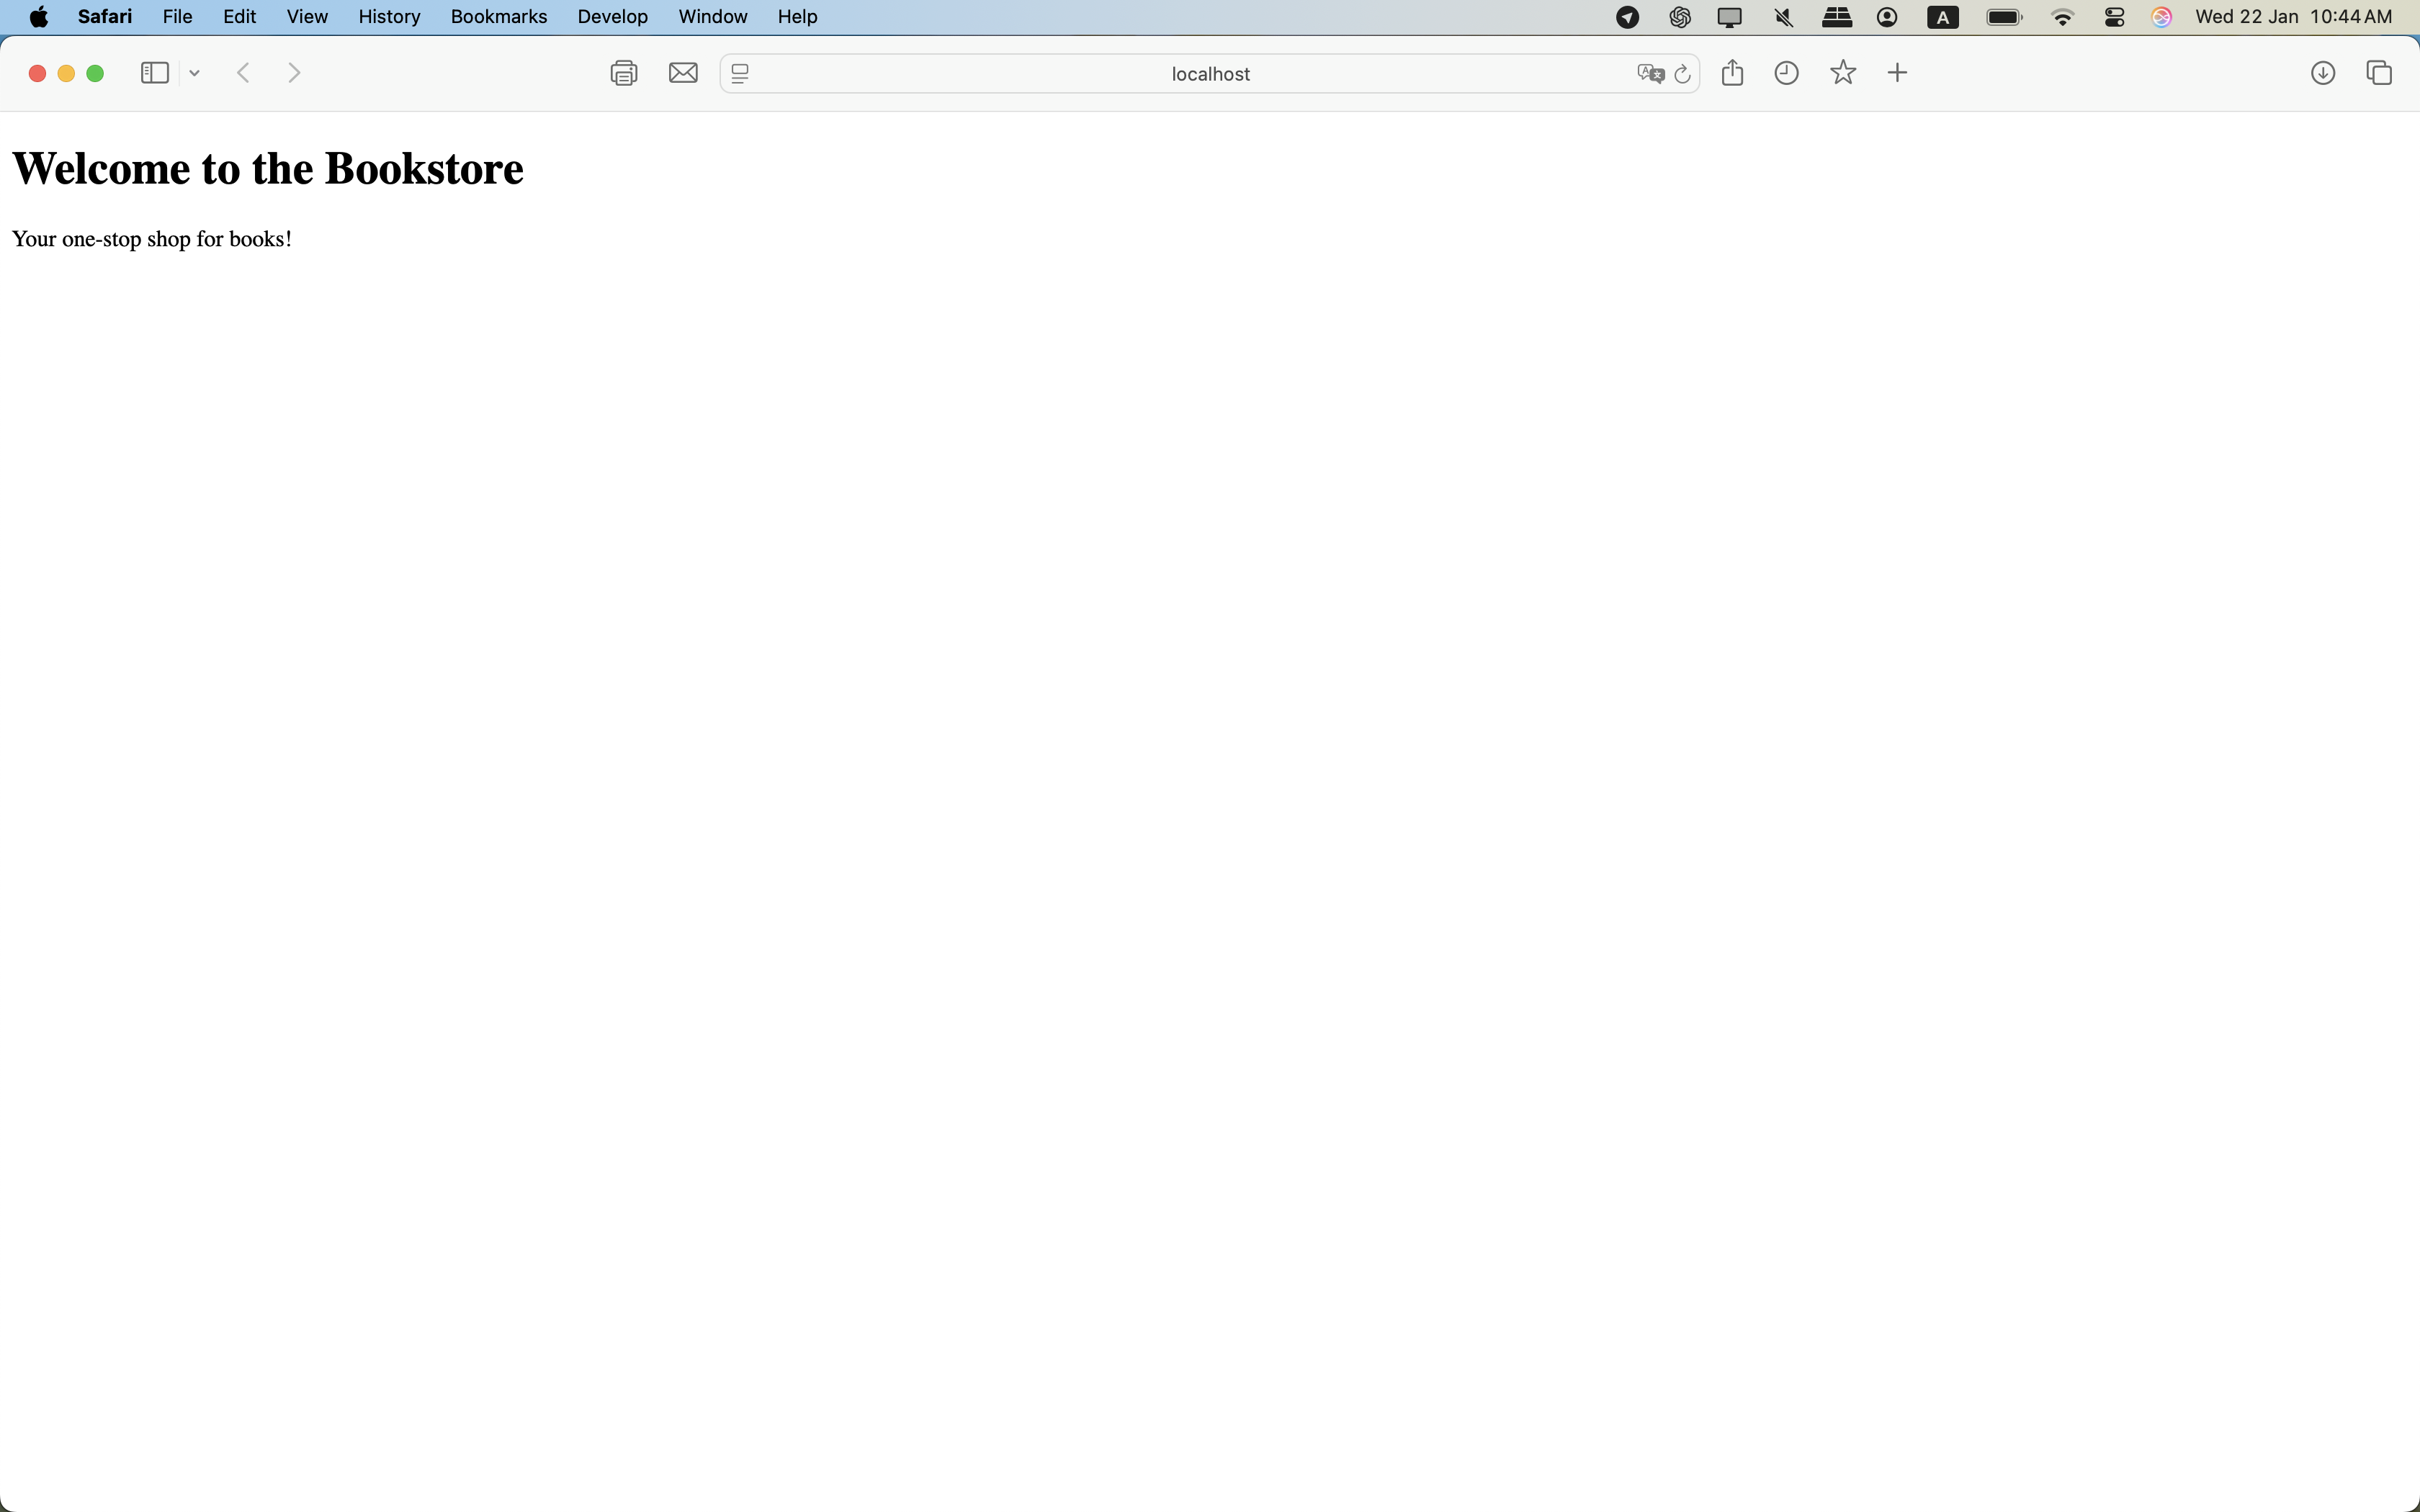 Safari File Edit View History Bookmarks Develop Window Help A Wed 22 Jan 10:44 AM
localhost
Welcome to the Bookstore
Your one-stop shop for books!